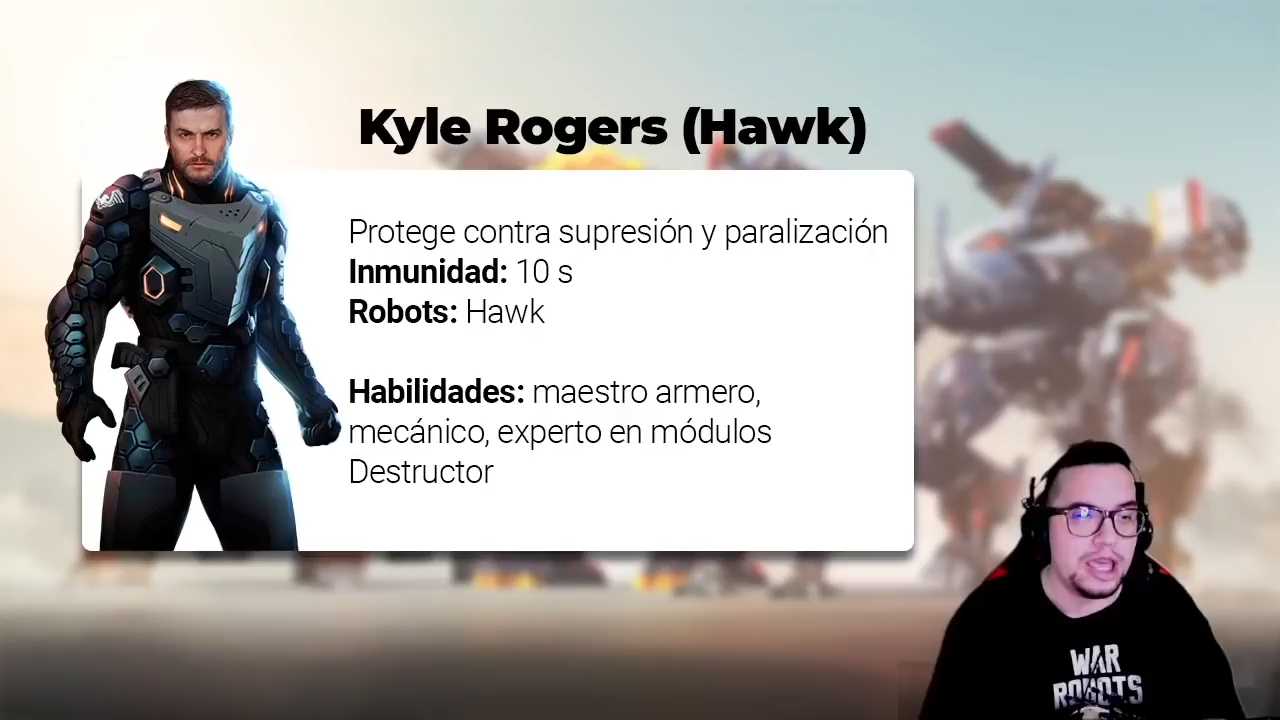 Kyle Rogers (Hawk)
Protege contra supresión y paralización
Inmunidad: 10 s
Robots: Hawk
Habilidades: maestro armero,
mecánico, experto en módulos
Destructor
WAR
ROBOTS